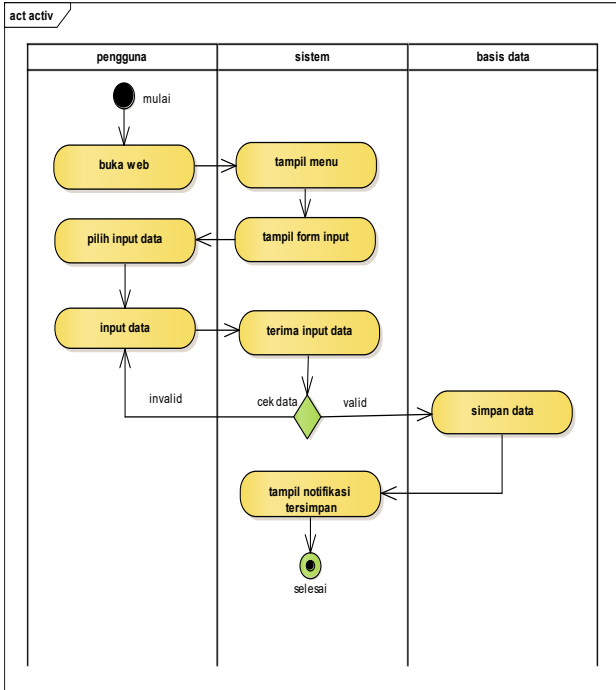 act activ
pengguna
sistem
basis data
mulai
buka web
tampil menu
pilih input data
tampil form input
input data
terima input data
invalid
cek data
valid
simpan data
tampil notifikasi
tersimpan
selesai